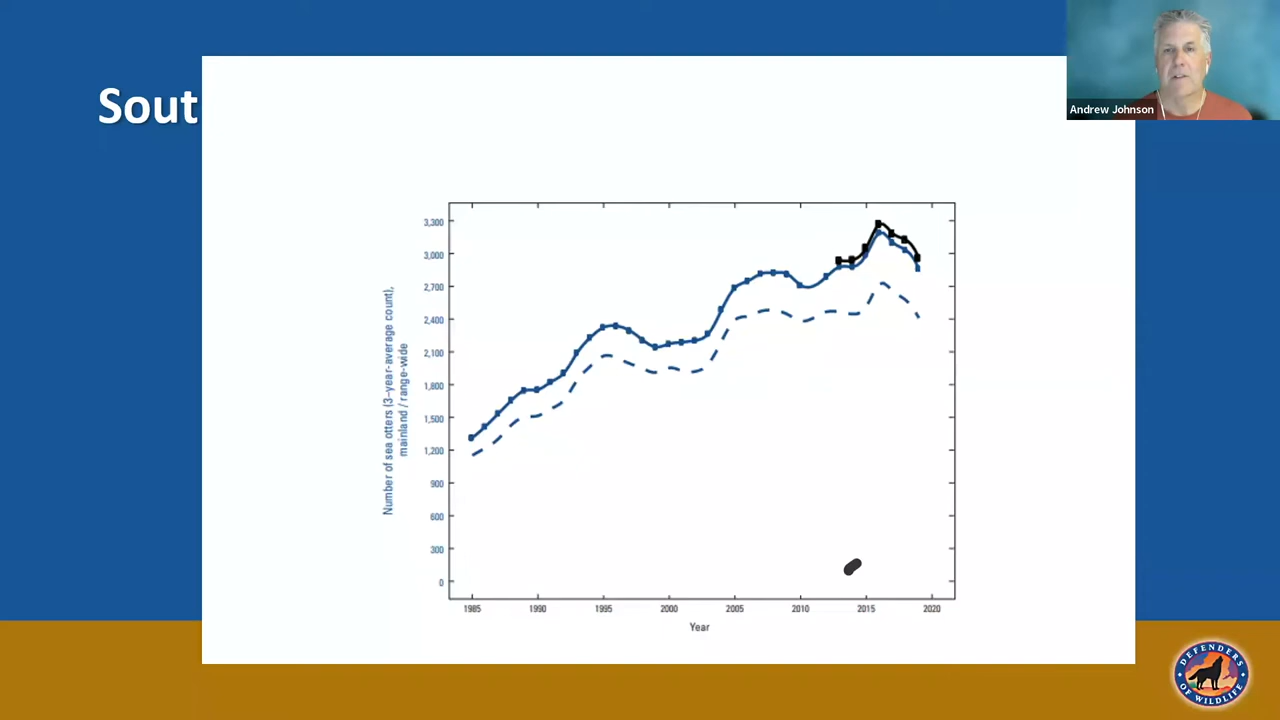 Andrew Johnson
Sout
3,300
3,000
2,700
2,400
2,100
1,800
1,500
1,200
900
600
300
0
Number of sea otters (3–year-average count),
mainland / range-wide
1985 1990 1995 2000 2005 2010 2015 2020
Year
DEFENDERS
OF WILDLIFE